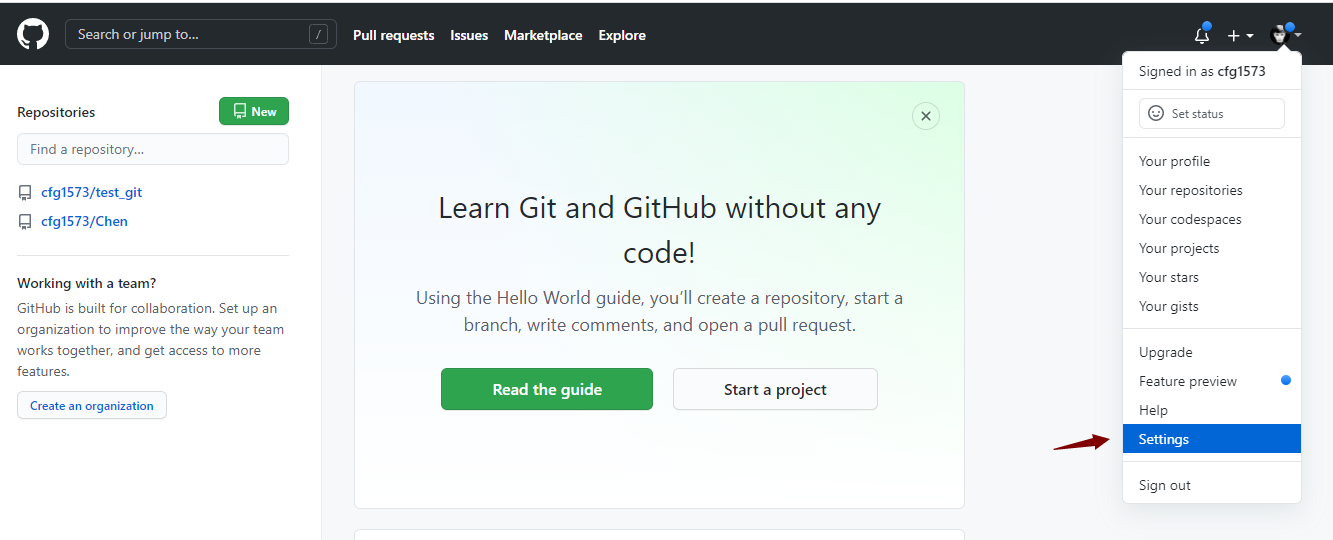 Search or jump to... /
Pull requests
Issues
Marketplace
Explore
Repositories
New
Find a repository...
cfg1573/test_git
cfg1573/Chen
Working with a team?
GitHub is built for collaboration. Set up an
organization to improve the way your team
works together, and get access to more
features.
Create an organization
Learn Git and GitHub without any
code!
Using the Hello World guide, you’ll create a repository, start a
branch, write comments, and open a pull request.
Read the guide
Start a project
Signed in as cfg1573
Set status
Your profile
Your repositories
Your codespaces
Your projects
Your stars
Your gists
Upgrade
Feature preview
Help
Settings
Sign out